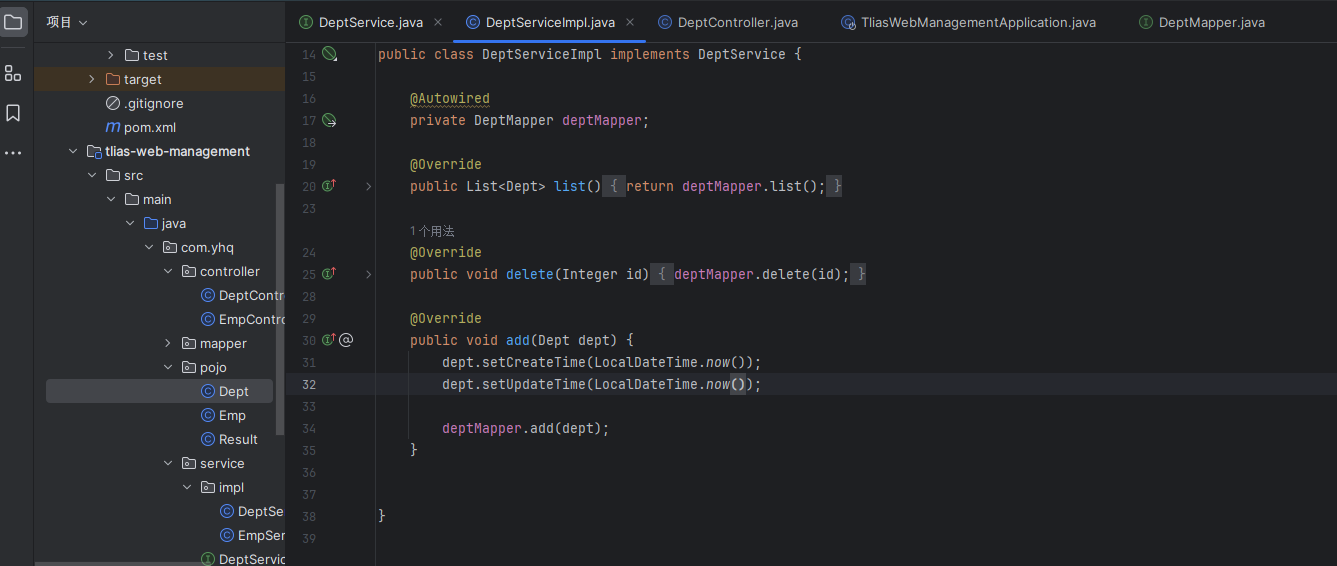 项目
DeptService.java
DeptServiceImpl.java
DeptController.java
TliasWebManagementApplication.java
DeptMapper.java
test
target
.gitignore
pom.xml
tlias-web-management
src
main
java
com.yhq
controller
DeptContr
EmpContro
mapper
pojo
Dept
Emp
Result
service
impl
DeptSe
EmpSer
DeptServic
14 public class DeptServiceImpl implements DeptService {
15
16 @Autowired
17 private DeptMapper deptMapper;
18
19 @Override
20 public List<Dept> list() { return deptMapper.list(); }
23
1 个用法
24 @Override
25 public void delete(Integer id) { deptMapper.delete(id); }
28
29 @Override
30 public void add(Dept dept) {
31 dept.setCreateTime(LocalDateTime.now());
32 dept.setUpdateTime(LocalDateTime.now());
33
34 deptMapper.add(dept);
35 }
36
37
38 }
39